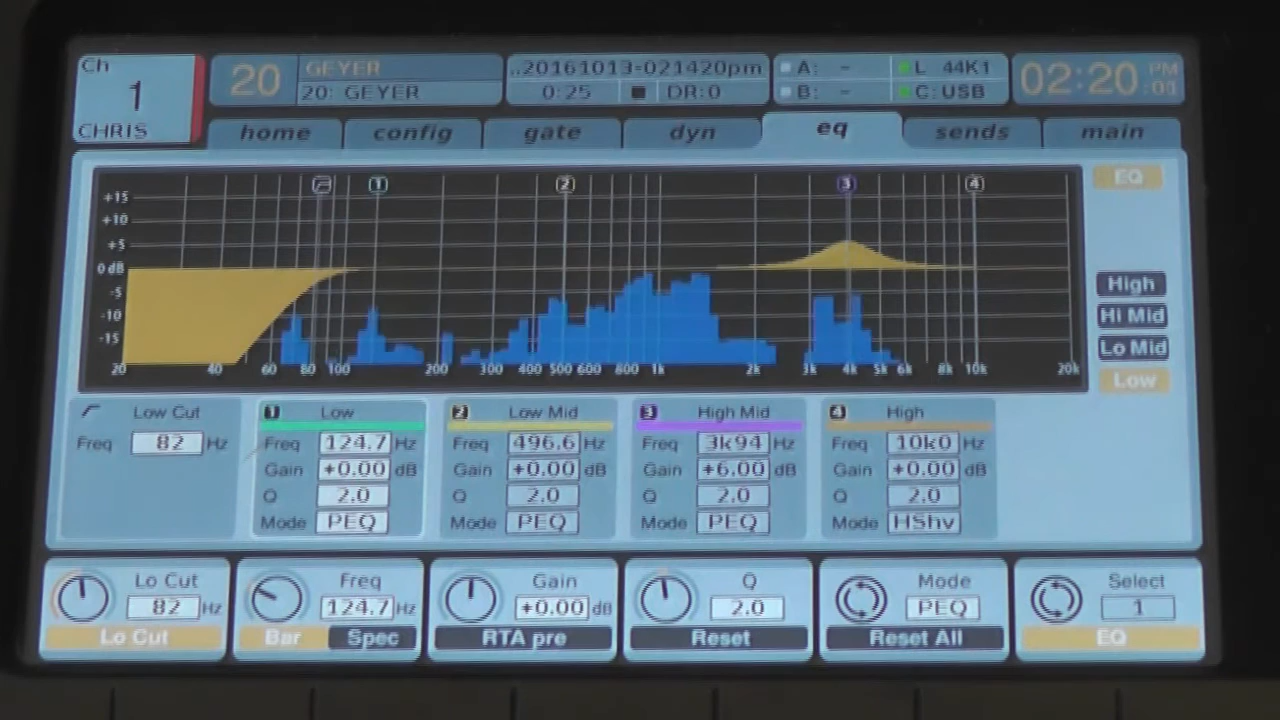 Ch
1
CHRIS
20 GEYER
20: GEYER
..20161013-021420pm
0:25 DR:0
A: - L 44K1
B: - C: USB
02:20 PM :01
home config gate dyn eq sends main
1 2 3 4
+15
+10
+5
0 dB
-5
-10
-15
20 40 60 80 100 200 300 400 500 600 800 1k 2k 3k 4k 5k 6k 8k 10k 20k
EQ
High
Hi Mid
Lo Mid
Low
Low Cut
Freq 82 Hz
1 Low
Freq 124.7 Hz
Gain +0.00 dB
Q 2.0
Mode PEQ
2 Low Mid
Freq 496.6 Hz
Gain +0.00 dB
Q 2.0
Mode PEQ
3 High Mid
Freq 3k94 Hz
Gain +6.00 dB
Q 2.0
Mode PEQ
4 High
Freq 10k0 Hz
Gain +0.00 dB
Q 2.0
Mode HShv
Lo Cut
82 Hz
Lo Cut
Freq
124.7 Hz
Bar Spec
Gain
+0.00 dB
RTA pre
Q
2.0
Reset
Mode
PEQ
Reset All
Select
1
EQ